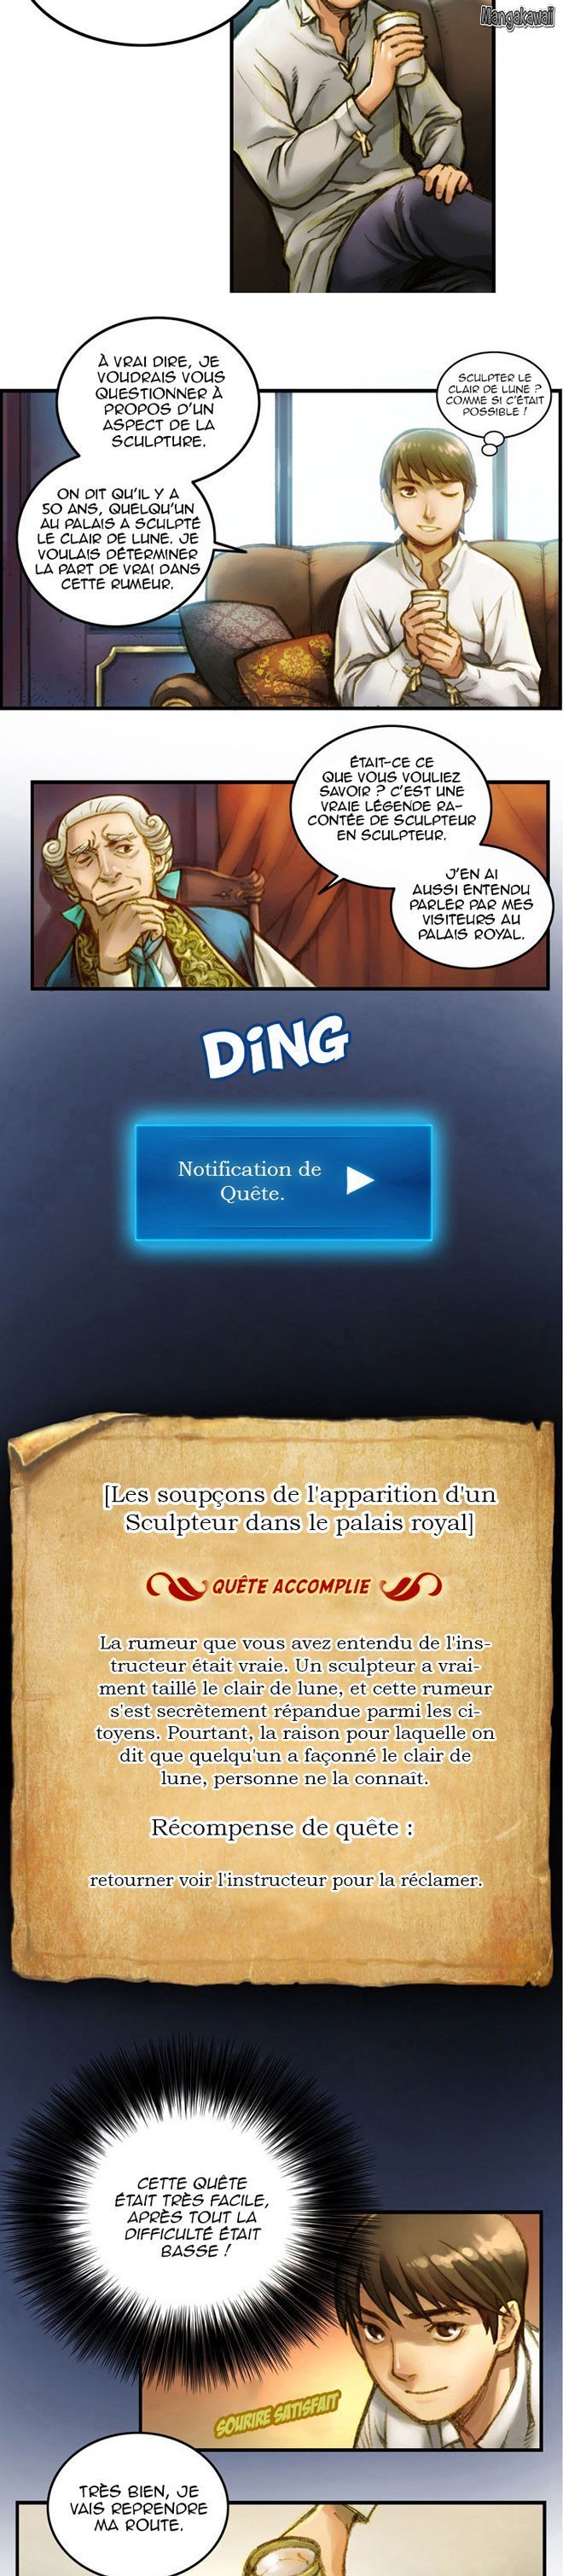 Mangakawaii
À VRAI DIRE, JE
VOUDRAIS VOUS
QUESTIONNER À
PROPOS D'UN
ASPECT DE LA
SCULPTURE.
SCULPTER LE
CLAIR DE LUNE ?
COMME SI C'ÉTAIT
POSSIBLE !
ON DIT QU'IL Y A
50 ANS, QUELQU'UN
AU PALAIS A SCULPTÉ
LE CLAIR DE LUNE. JE
VOULAIS DÉTERMINER
LA PART DE VRAI DANS
CETTE RUMEUR.
ÉTAIT-CE CE
QUE VOUS VOULIEZ
SAVOIR ? C'EST UNE
VRAIE LÉGENDE RA-
CONTÉE DE SCULPTEUR
EN SCULPTEUR.
J'EN AI
AUSSI ENTENDU
PARLER PAR MES
VISITEURS AU
PALAIS ROYAL.
DiNG
Notification de
Quête.
[Les soupçons de l'apparition d'un
Sculpteur dans le palais royal]
QUÊTE ACCOMPLIE
La rumeur que vous avez entendu de l'ins-
tructeur était vraie. Un sculpteur a vrai-
ment taillé le clair de lune, et cette rumeur
s'est secrètement répandue parmi les ci-
toyens. Pourtant, la raison pour laquelle on
dit que quelqu'un a façonné le clair de
lune, personne ne la connaît.
Récompense de quête :
retourner voir l'instructeur pour la réclamer.
CETTE QUÊTE
ÉTAIT TRÈS FACILE,
APRÈS TOUT LA
DIFFICULTÉ ÉTAIT
BASSE !
SOURIRE SATISFAIT
TRÈS BIEN, JE
VAIS REPRENDRE
MA ROUTE.